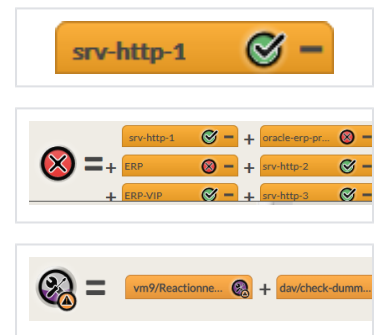 srv-http-1
= srv-http-1 + oracle-erp-pr...
+ ERP + srv-http-2
+ ERP-VIP + srv-http-3
= vm9/Reactionne... + dav/check-dumm...